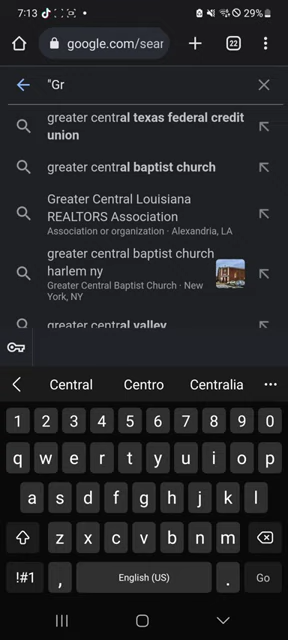 7:13 29%
google.com/sear 22
"Gr
greater central texas federal credit
union
greater central baptist church
Greater Central Louisiana
REALTORS Association
Association or organization · Alexandria, LA
greater central baptist church
harlem ny
Greater Central Baptist Church · New
York, NY
greater central valley
Central Centro Centralia
1 2 3 4 5 6 7 8 9 0
q w e r t y u i o p
a s d f g h j k l
z x c v b n m
!#1 , English (US) . Go